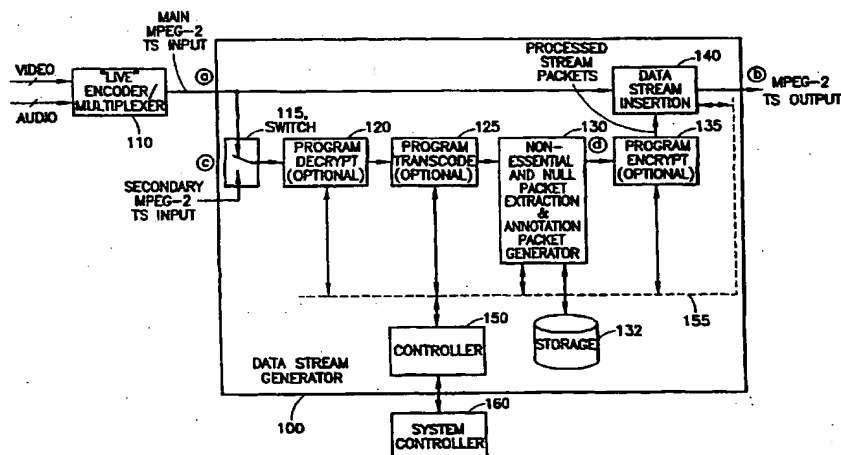 MAIN
MPEG-2
TS INPUT
VIDEO
AUDIO
"LIVE"
ENCODER/
MULTIPLEXER
110
a
115,
SWITCH
c
SECONDARY
MPEG-2
TS INPUT
120
PROGRAM
DECRYPT
(OPTIONAL)
125
PROGRAM
TRANSCODE
(OPTIONAL)
130
NON-
ESSENTIAL
AND NULL
PACKET
EXTRACTION
&
ANNOTATION
PACKET
GENERATOR
d
PROCESSED
STREAM
PACKETS
140
DATA
STREAM
INSERTION
b
MPEG-2
TS OUTPUT
135
PROGRAM
ENCRYPT
(OPTIONAL)
155
150
CONTROLLER
STORAGE
132
DATA STREAM
GENERATOR
100
160
SYSTEM
CONTROLLER